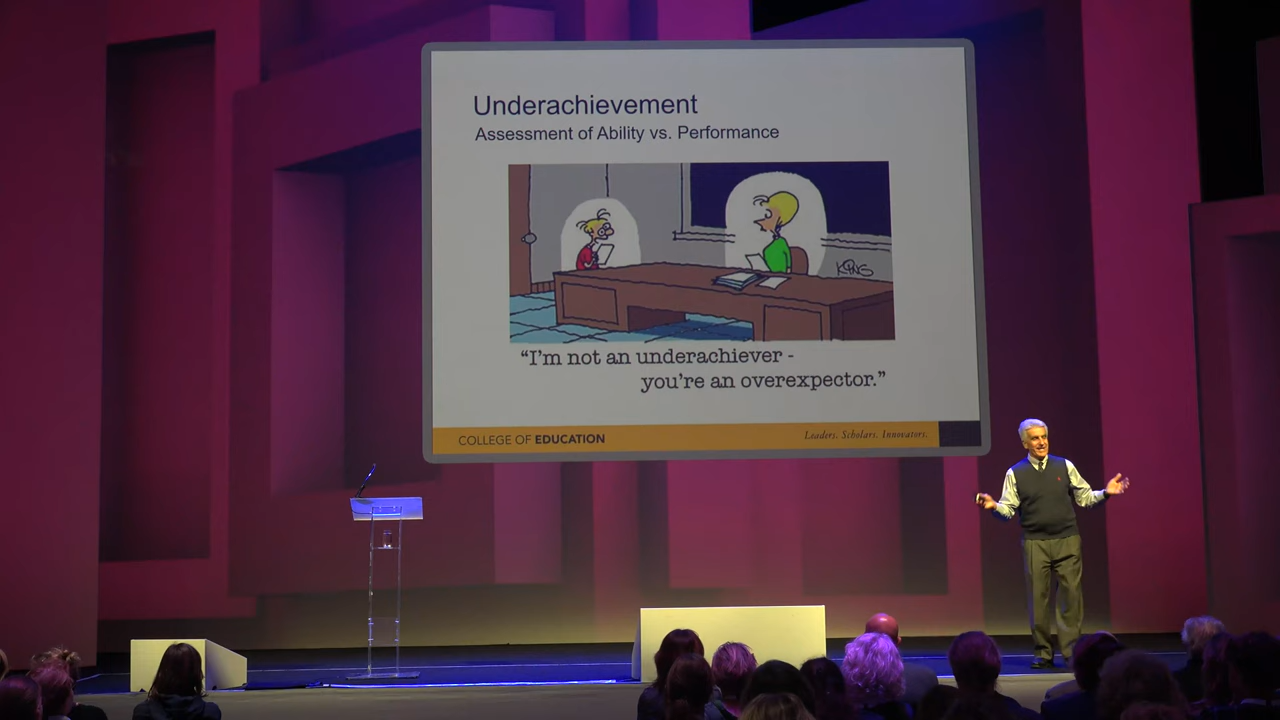 Underachievement
Assessment of Ability vs. Performance
KING
“I’m not an underachiever -
you’re an overexpector.”
COLLEGE OF EDUCATION
Leaders. Scholars. Innovators.